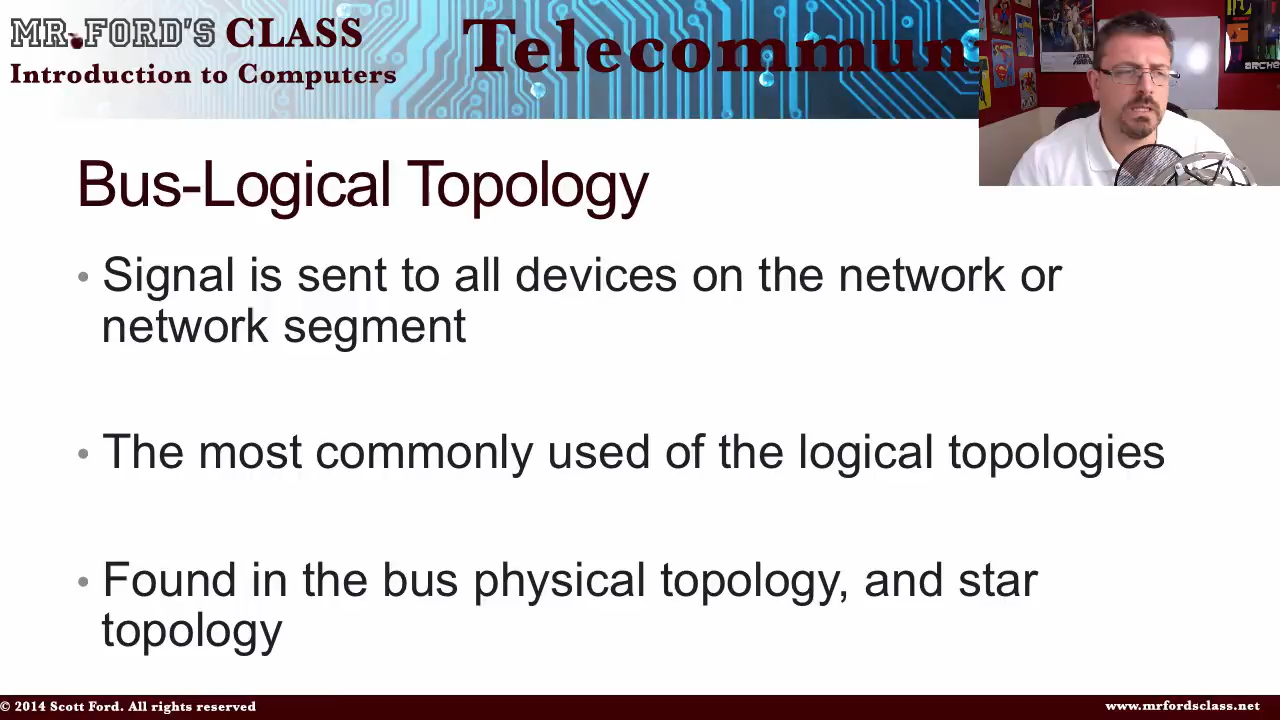 MR.FORD'S CLASS
Introduction to Computers
Telecommun
ARCHE
Bus-Logical Topology
• Signal is sent to all devices on the network or
network segment
• The most commonly used of the logical topologies
• Found in the bus physical topology, and star
topology
© 2014 Scott Ford. All rights reserved
www.mrfordsclass.net